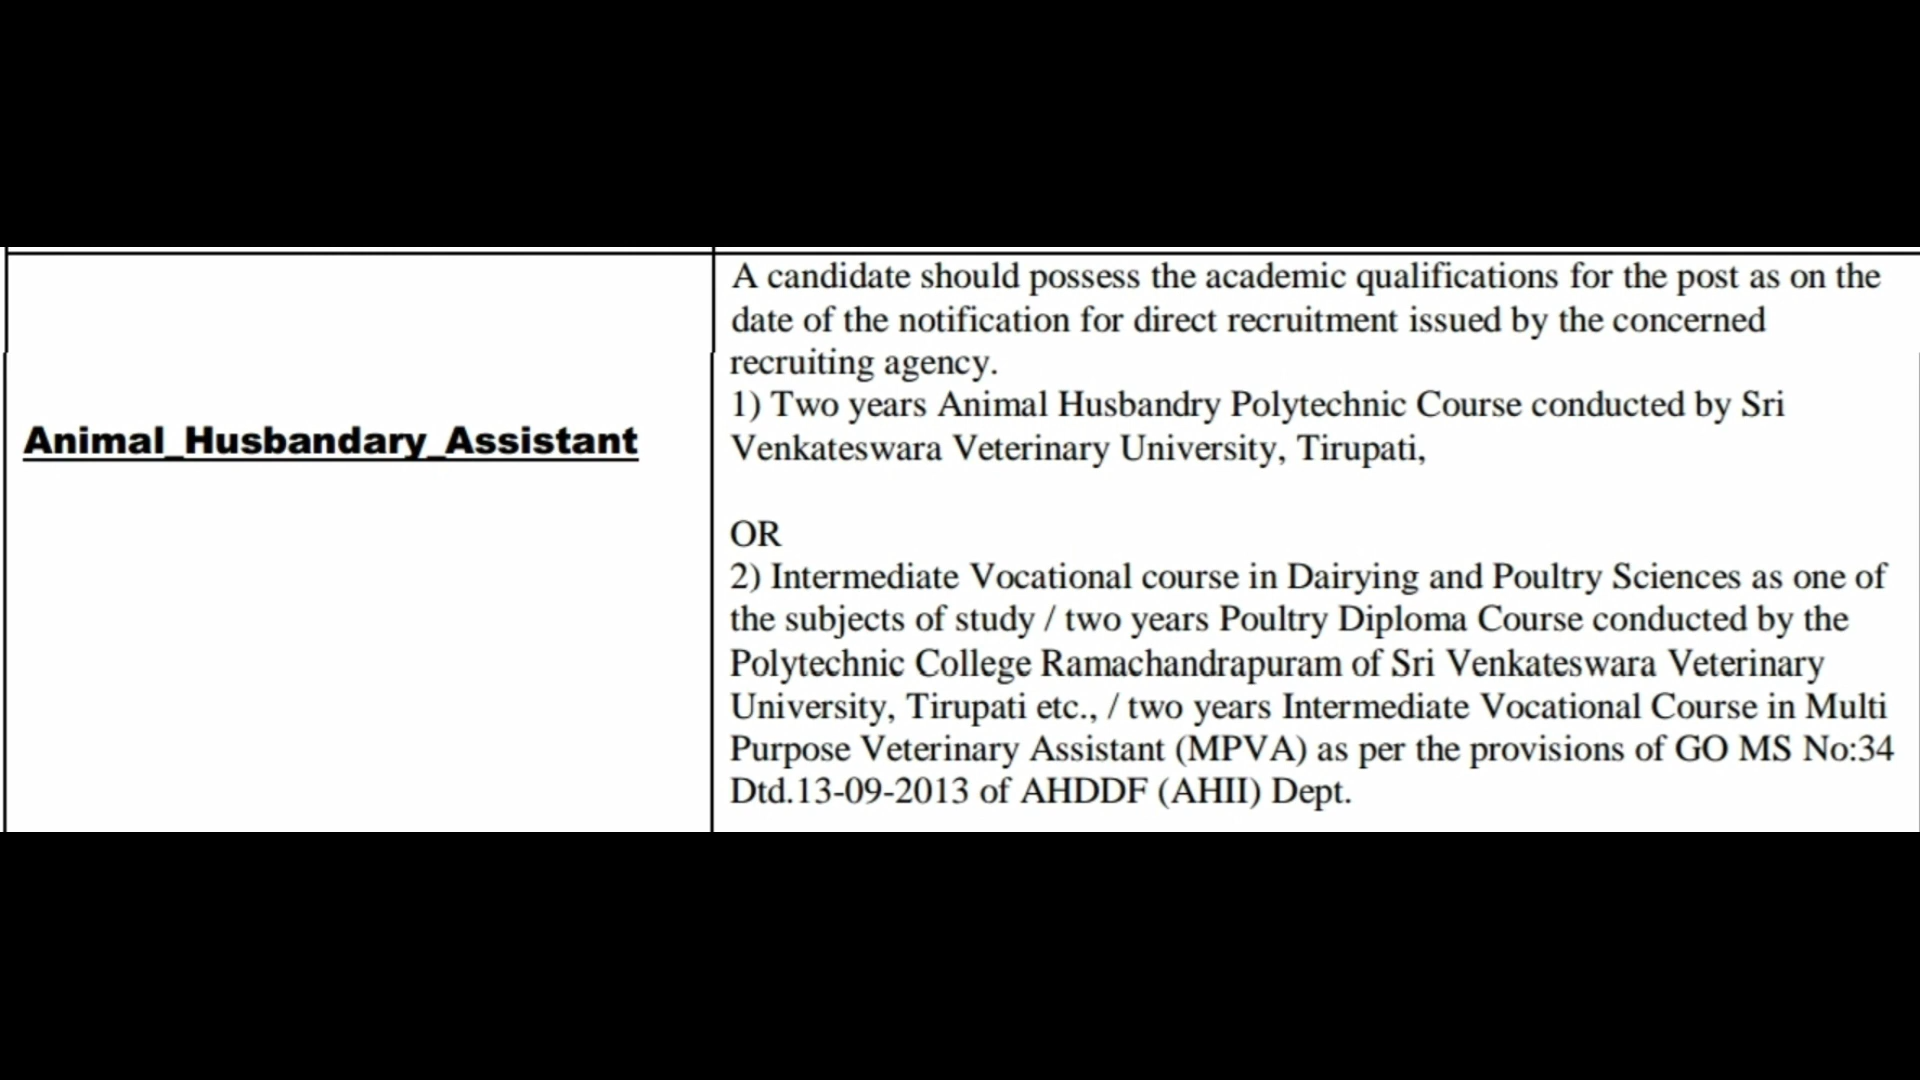 Animal_Husbandary_Assistant
A candidate should possess the academic qualifications for the post as on the
date of the notification for direct recruitment issued by the concerned
recruiting agency.
1) Two years Animal Husbandry Polytechnic Course conducted by Sri
Venkateswara Veterinary University, Tirupati,
OR
2) Intermediate Vocational course in Dairying and Poultry Sciences as one of
the subjects of study / two years Poultry Diploma Course conducted by the
Polytechnic College Ramachandrapuram of Sri Venkateswara Veterinary
University, Tirupati etc., / two years Intermediate Vocational Course in Multi
Purpose Veterinary Assistant (MPVA) as per the provisions of GO MS No:34
Dtd.13-09-2013 of AHDDF (AHII) Dept.